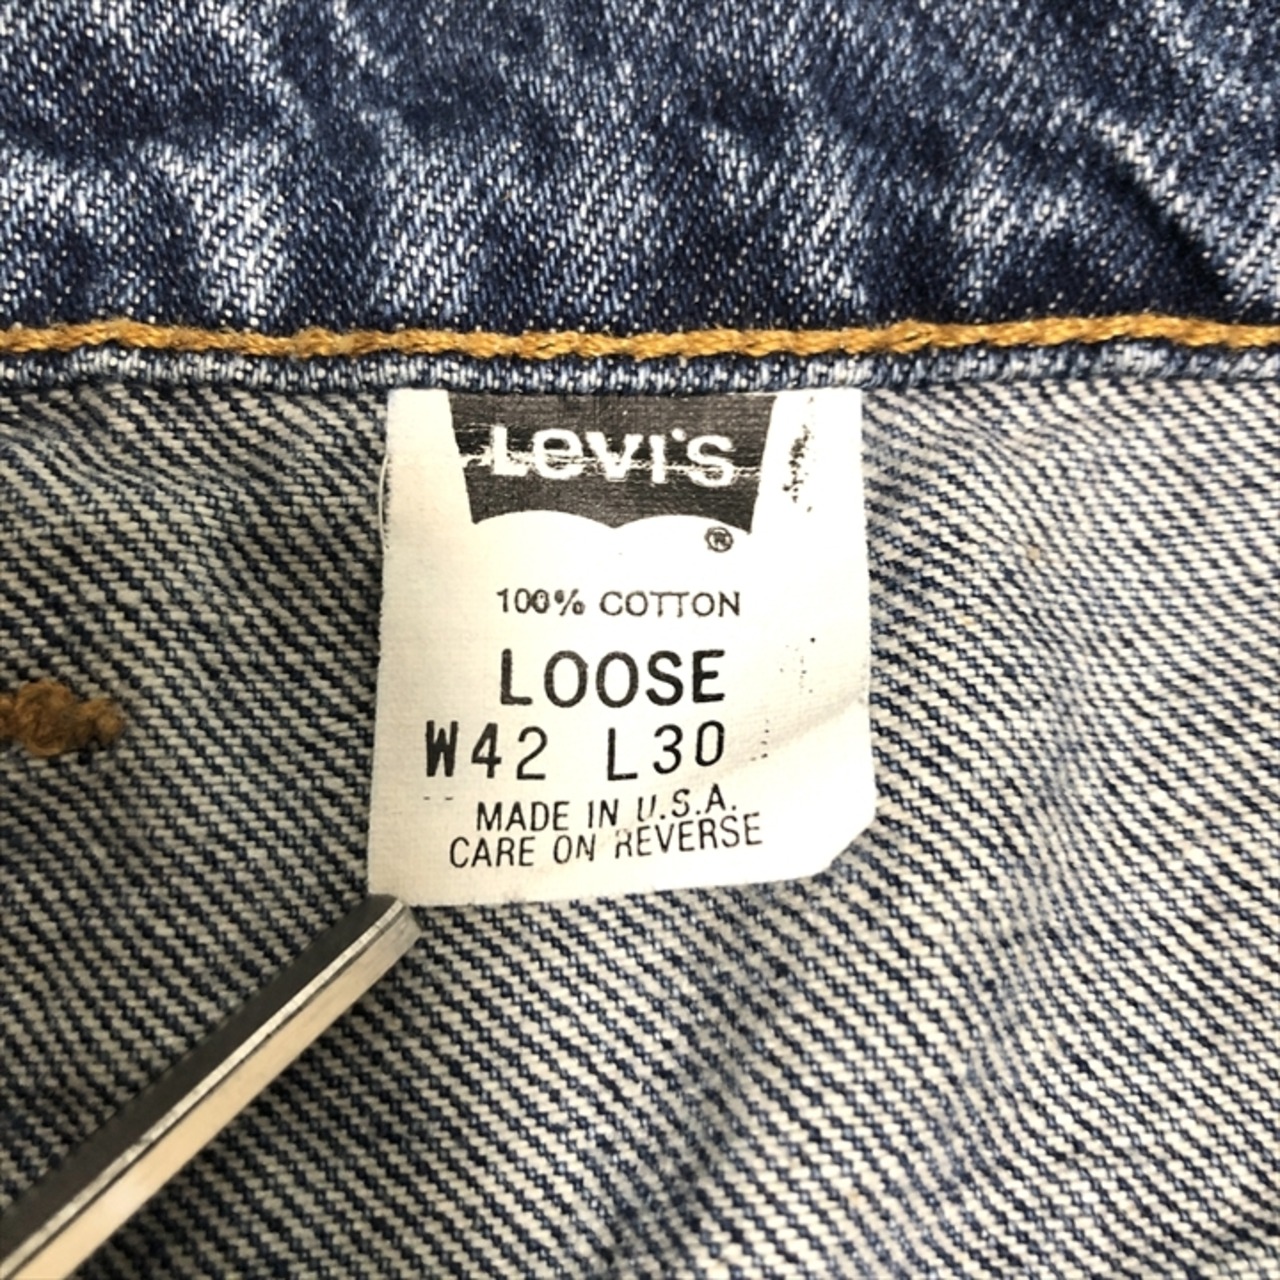 Levi's
®
100% COTTON
LOOSE
W42 L30
MADE IN U.S.A.
CARE ON REVERSE